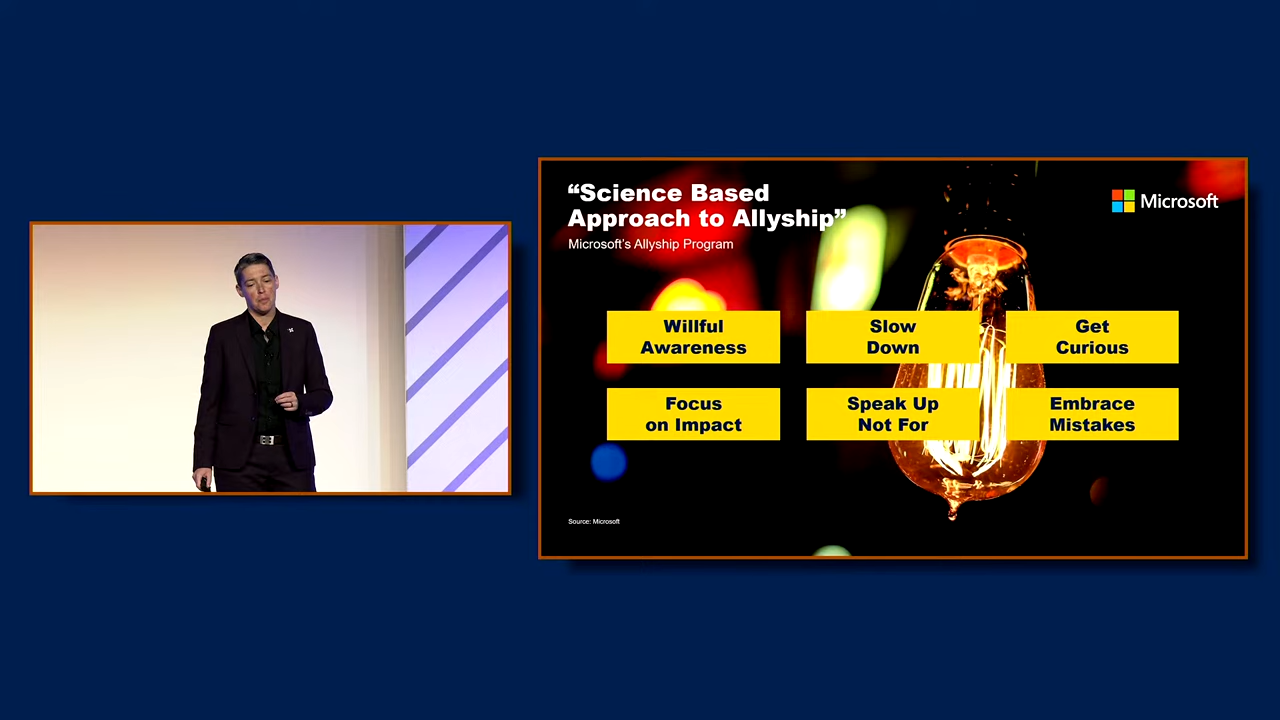 “Science Based
Approach to Allyship”
Microsoft's Allyship Program
Microsoft
Willful
Awareness
Slow
Down
Get
Curious
Focus
on Impact
Speak Up
Not For
Embrace
Mistakes
Source: Microsoft